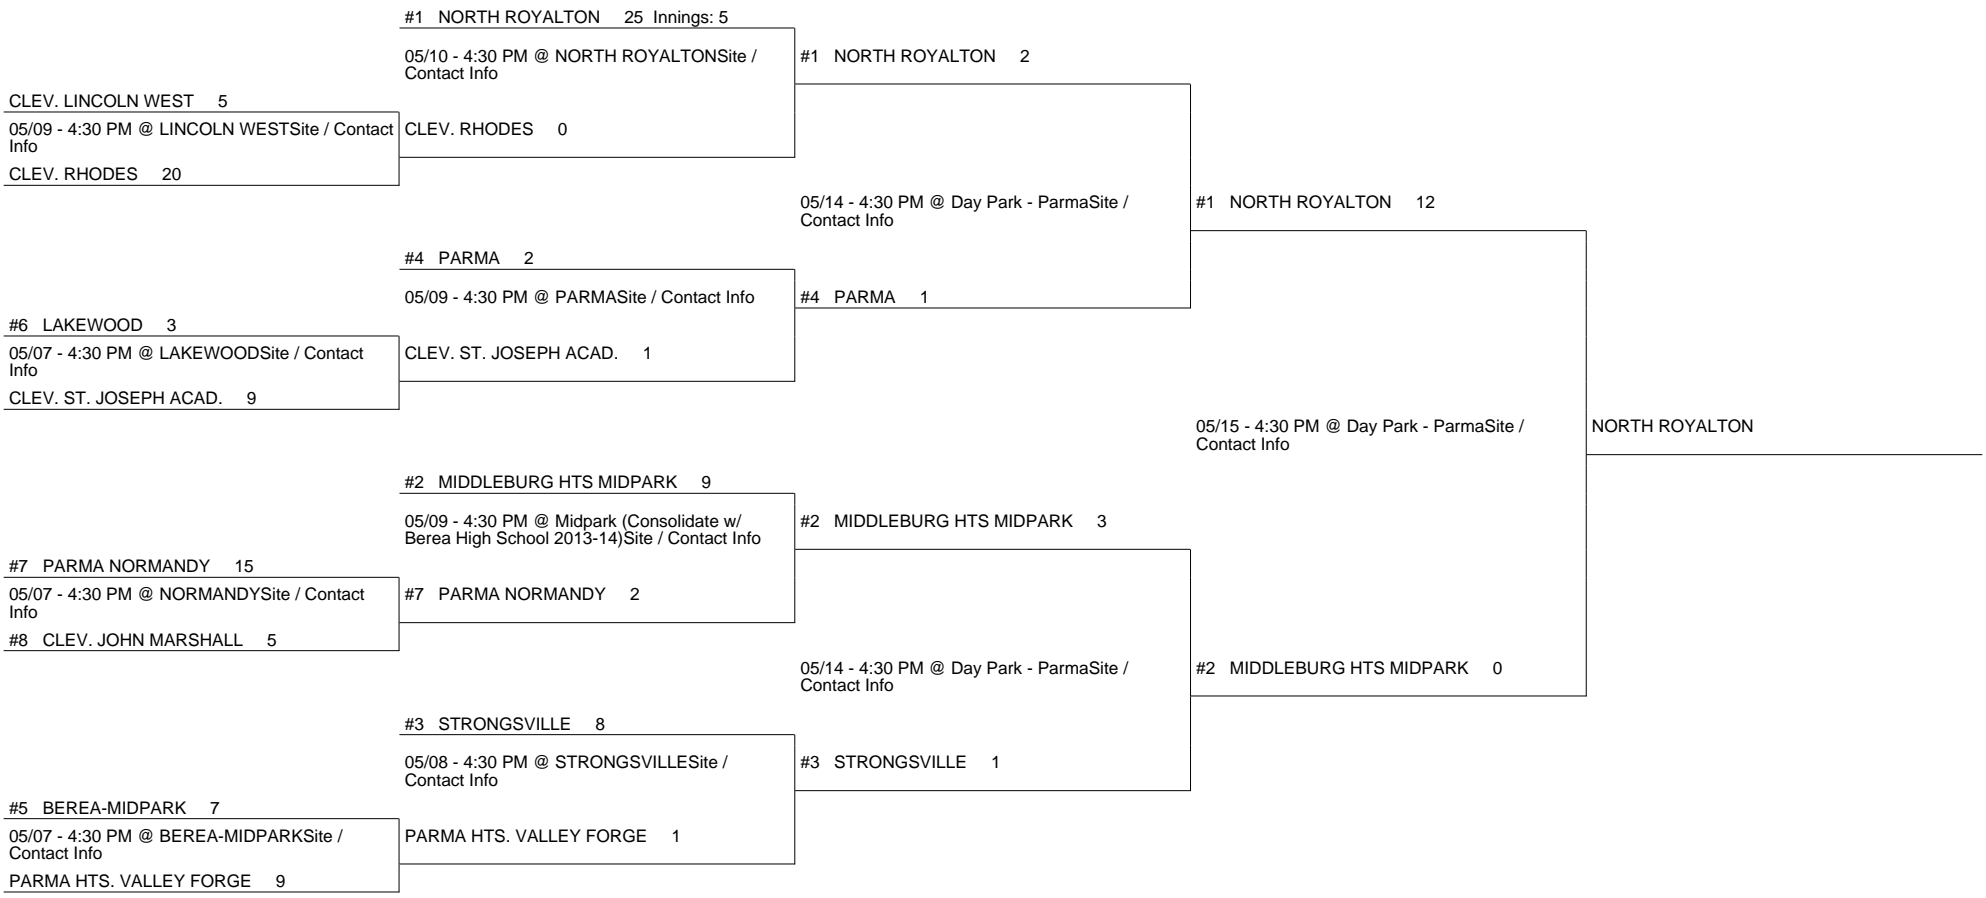 #1 NORTH ROYALTON 25 Innings: 5
05/10 - 4:30 PM @ NORTH ROYALTONSite /
Contact Info
CLEV. RHODES 0
CLEV. LINCOLN WEST 5
05/09 - 4:30 PM @ LINCOLN WESTSite / Contact
Info
CLEV. RHODES 20
#1 NORTH ROYALTON 2
05/14 - 4:30 PM @ Day Park - ParmaSite /
Contact Info
#4 PARMA 1
#4 PARMA 2
05/09 - 4:30 PM @ PARMASite / Contact Info
CLEV. ST. JOSEPH ACAD. 1
#6 LAKEWOOD 3
05/07 - 4:30 PM @ LAKEWOODSite / Contact
Info
CLEV. ST. JOSEPH ACAD. 9
#1 NORTH ROYALTON 12
05/15 - 4:30 PM @ Day Park - ParmaSite /
Contact Info
#2 MIDDLEBURG HTS MIDPARK 0
NORTH ROYALTON
#2 MIDDLEBURG HTS MIDPARK 9
05/09 - 4:30 PM @ Midpark (Consolidate w/
Berea High School 2013-14)Site / Contact Info
#7 PARMA NORMANDY 2
#7 PARMA NORMANDY 15
05/07 - 4:30 PM @ NORMANDYSite / Contact
Info
#8 CLEV. JOHN MARSHALL 5
#2 MIDDLEBURG HTS MIDPARK 3
05/14 - 4:30 PM @ Day Park - ParmaSite /
Contact Info
#3 STRONGSVILLE 1
#3 STRONGSVILLE 8
05/08 - 4:30 PM @ STRONGSVILLESite /
Contact Info
PARMA HTS. VALLEY FORGE 1
#5 BEREA-MIDPARK 7
05/07 - 4:30 PM @ BEREA-MIDPARKSite /
Contact Info
PARMA HTS. VALLEY FORGE 9